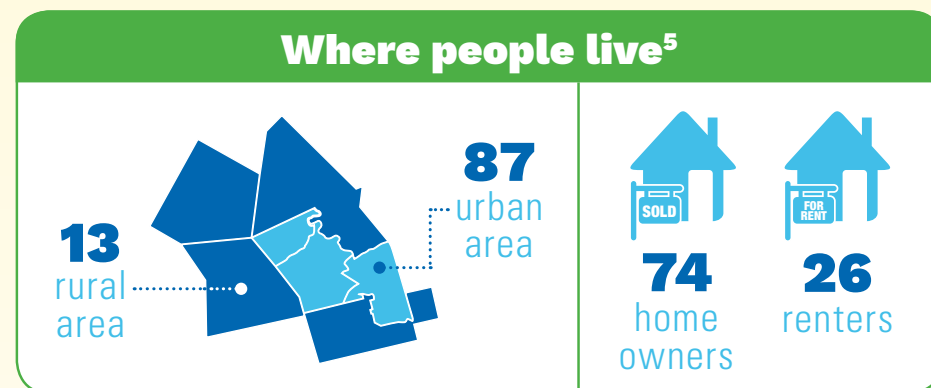 Where people live⁵
13
rural
area
87
urban
area
SOLD
74
home
owners
FOR
RENT
26
renters